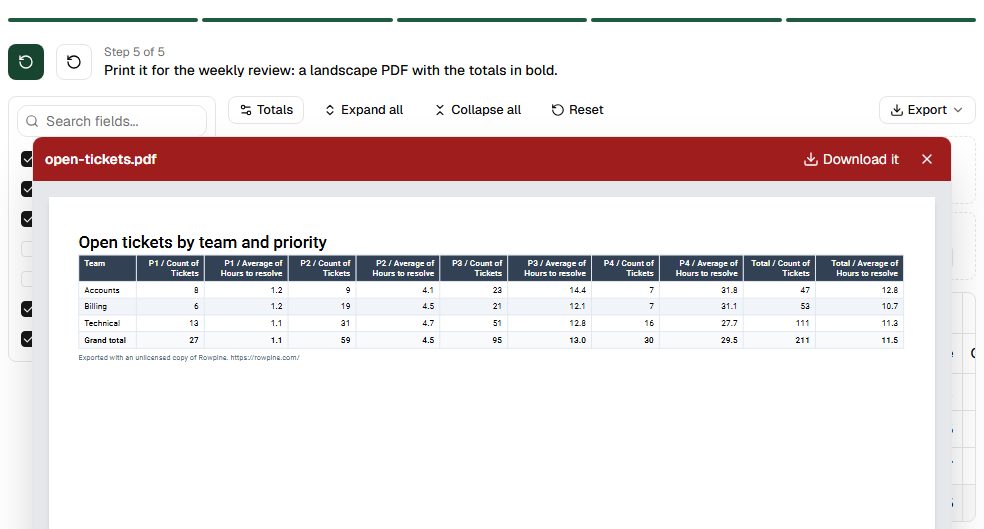 Step 5 of 5
Print it for the weekly review: a landscape PDF with the totals in bold.
Search fields...
Totals
Expand all
Collapse all
Reset
Export
open-tickets.pdf
Download it
Open tickets by team and priority
Team P1 / Count of Tickets P1 / Average of Hours to resolve P2 / Count of Tickets P2 / Average of Hours to resolve P3 / Count of Tickets P3 / Average of Hours to resolve P4 / Count of Tickets P4 / Average of Hours to resolve Total / Count of Tickets Total / Average of Hours to resolve
Accounts 8 1.2 9 4.1 23 14.4 7 31.8 47 12.8
Billing 6 1.2 19 4.5 21 12.1 7 31.1 53 10.7
Technical 13 1.1 31 4.7 51 12.8 16 27.7 111 11.3
Grand total 27 1.1 59 4.5 95 13.0 30 29.5 211 11.5
Exported with an unlicensed copy of Rowpine. https://rowpine.com/